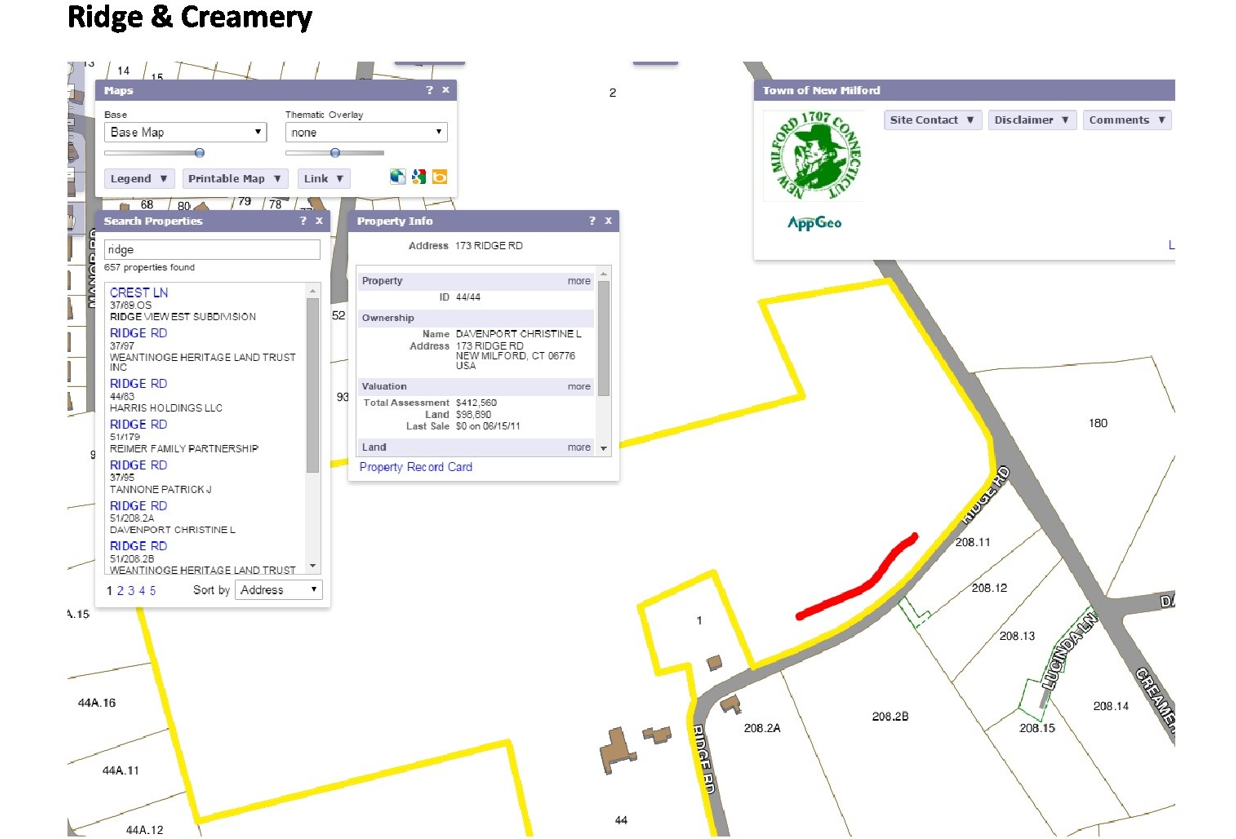 Ridge & Creamery
14
15
2
Maps ? x
Base
Thematic Overlay
Base Map
none
Legend ▼
Printable Map ▼
Link ▼
68
80
79
78
MANOR RD
52
93
Search Properties ? x
ridge
657 properties found
CREST LN
37/89.OS
RIDGE VIEW EST SUBDIVISION
RIDGE RD
37/97
WEANTINOGE HERITAGE LAND TRUST
INC
RIDGE RD
44/83
HARRIS HOLDINGS LLC
RIDGE RD
51/179
REIMER FAMILY PARTNERSHIP
RIDGE RD
37/95
TANNONE PATRICK J
RIDGE RD
51/208.2A
DAVENPORT CHRISTINE L
RIDGE RD
51/208.2B
WEANTINOGE HERITAGE LAND TRUST
1 2 3 4 5
Sort by Address
Property Info ? x
Address 173 RIDGE RD
Property more
ID 44/44
Ownership
Name DAVENPORT CHRISTINE L
Address 173 RIDGE RD
NEW MILFORD, CT 06776
USA
Valuation more
Total Assessment $412,560
Land $98,890
Last Sale $0 on 06/15/11
Land more
Property Record Card
Town of New Milford
NEW MILFORD 1707 CONNECTICUT
AppGeo
Site Contact ▼
Disclaimer ▼
Comments ▼
L
180
RIDGE RD
208.11
208.12
208.13
LUCINDA LN
DA
CREAMER
208.14
208.15
1
208.2B
208.2A
RIDGE RD
44
A.15
44A.16
44A.11
44A.12